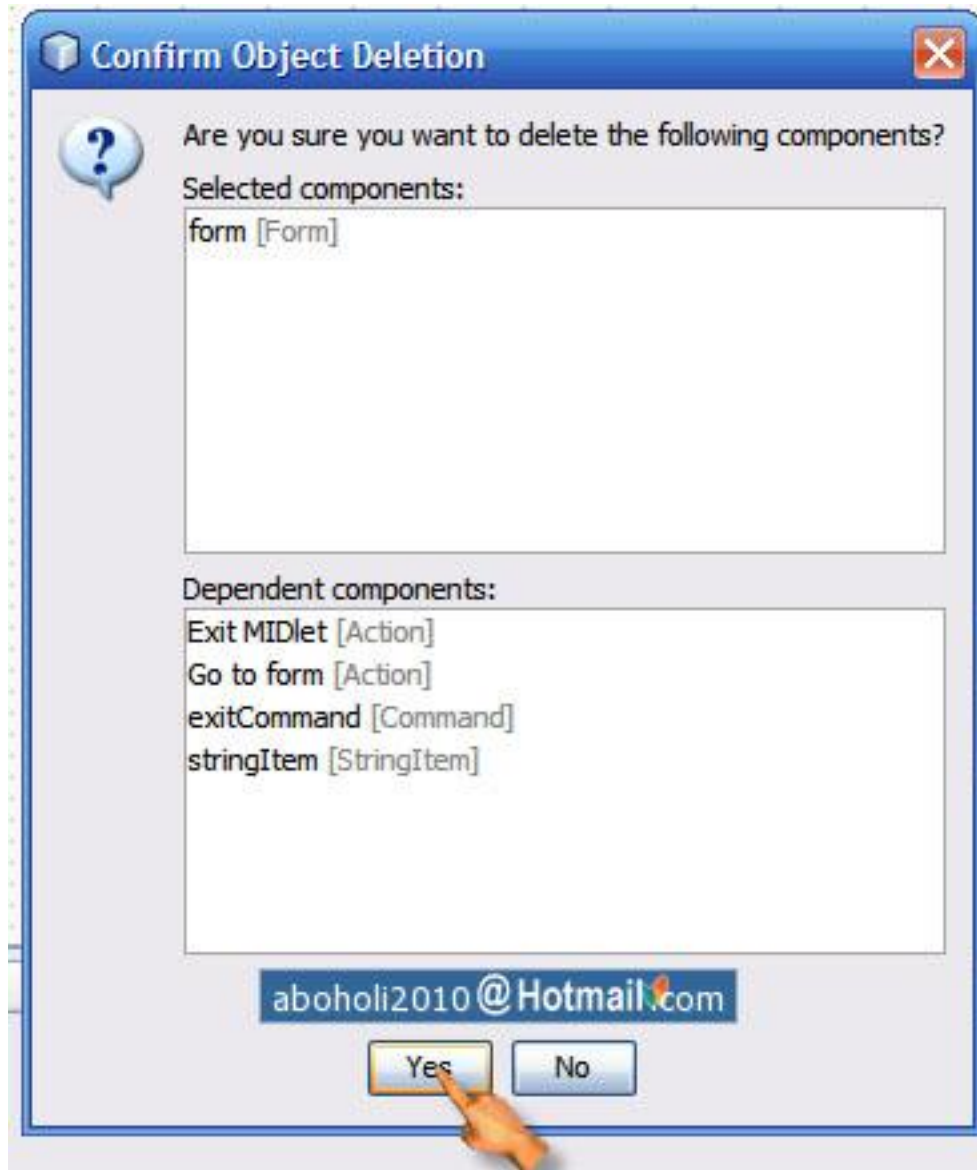 Confirm Object Deletion
Are you sure you want to delete the following components?
Selected components:
form [Form]
Dependent components:
Exit MIDlet [Action]
Go to form [Action]
exitCommand [Command]
stringItem [StringItem]
aboholi2010@Hotmail.com
Yes No